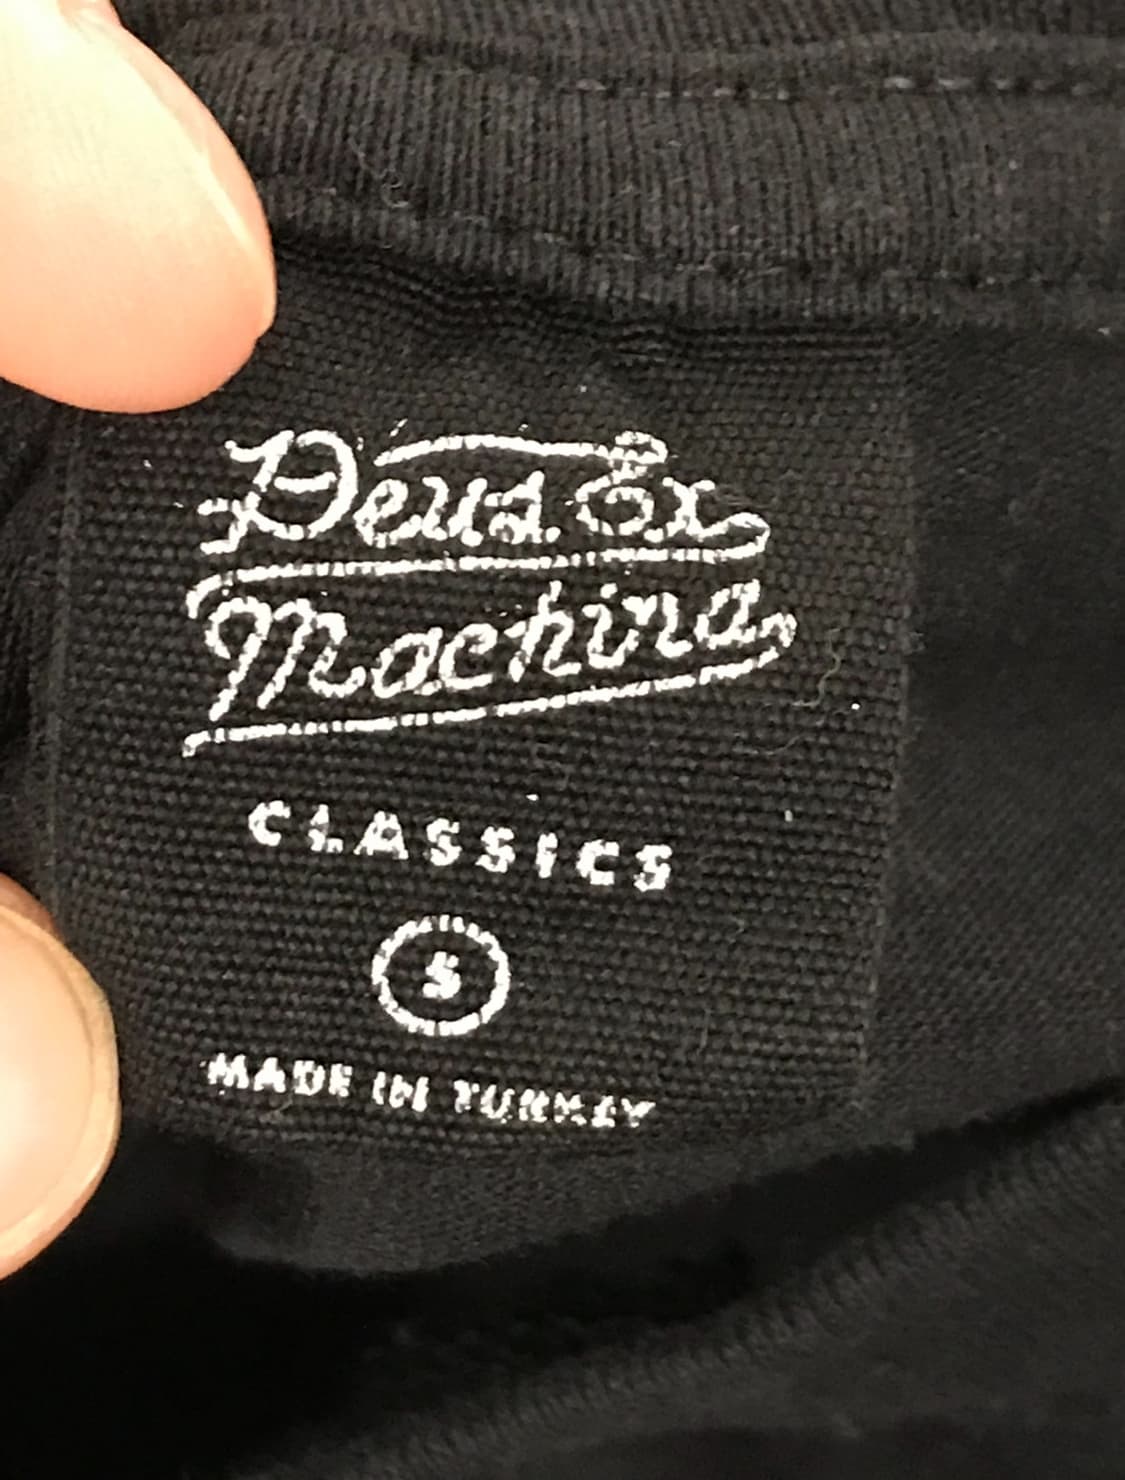 Deus Ex
Machina
CLASSICS
S
MADE IN TURKEY